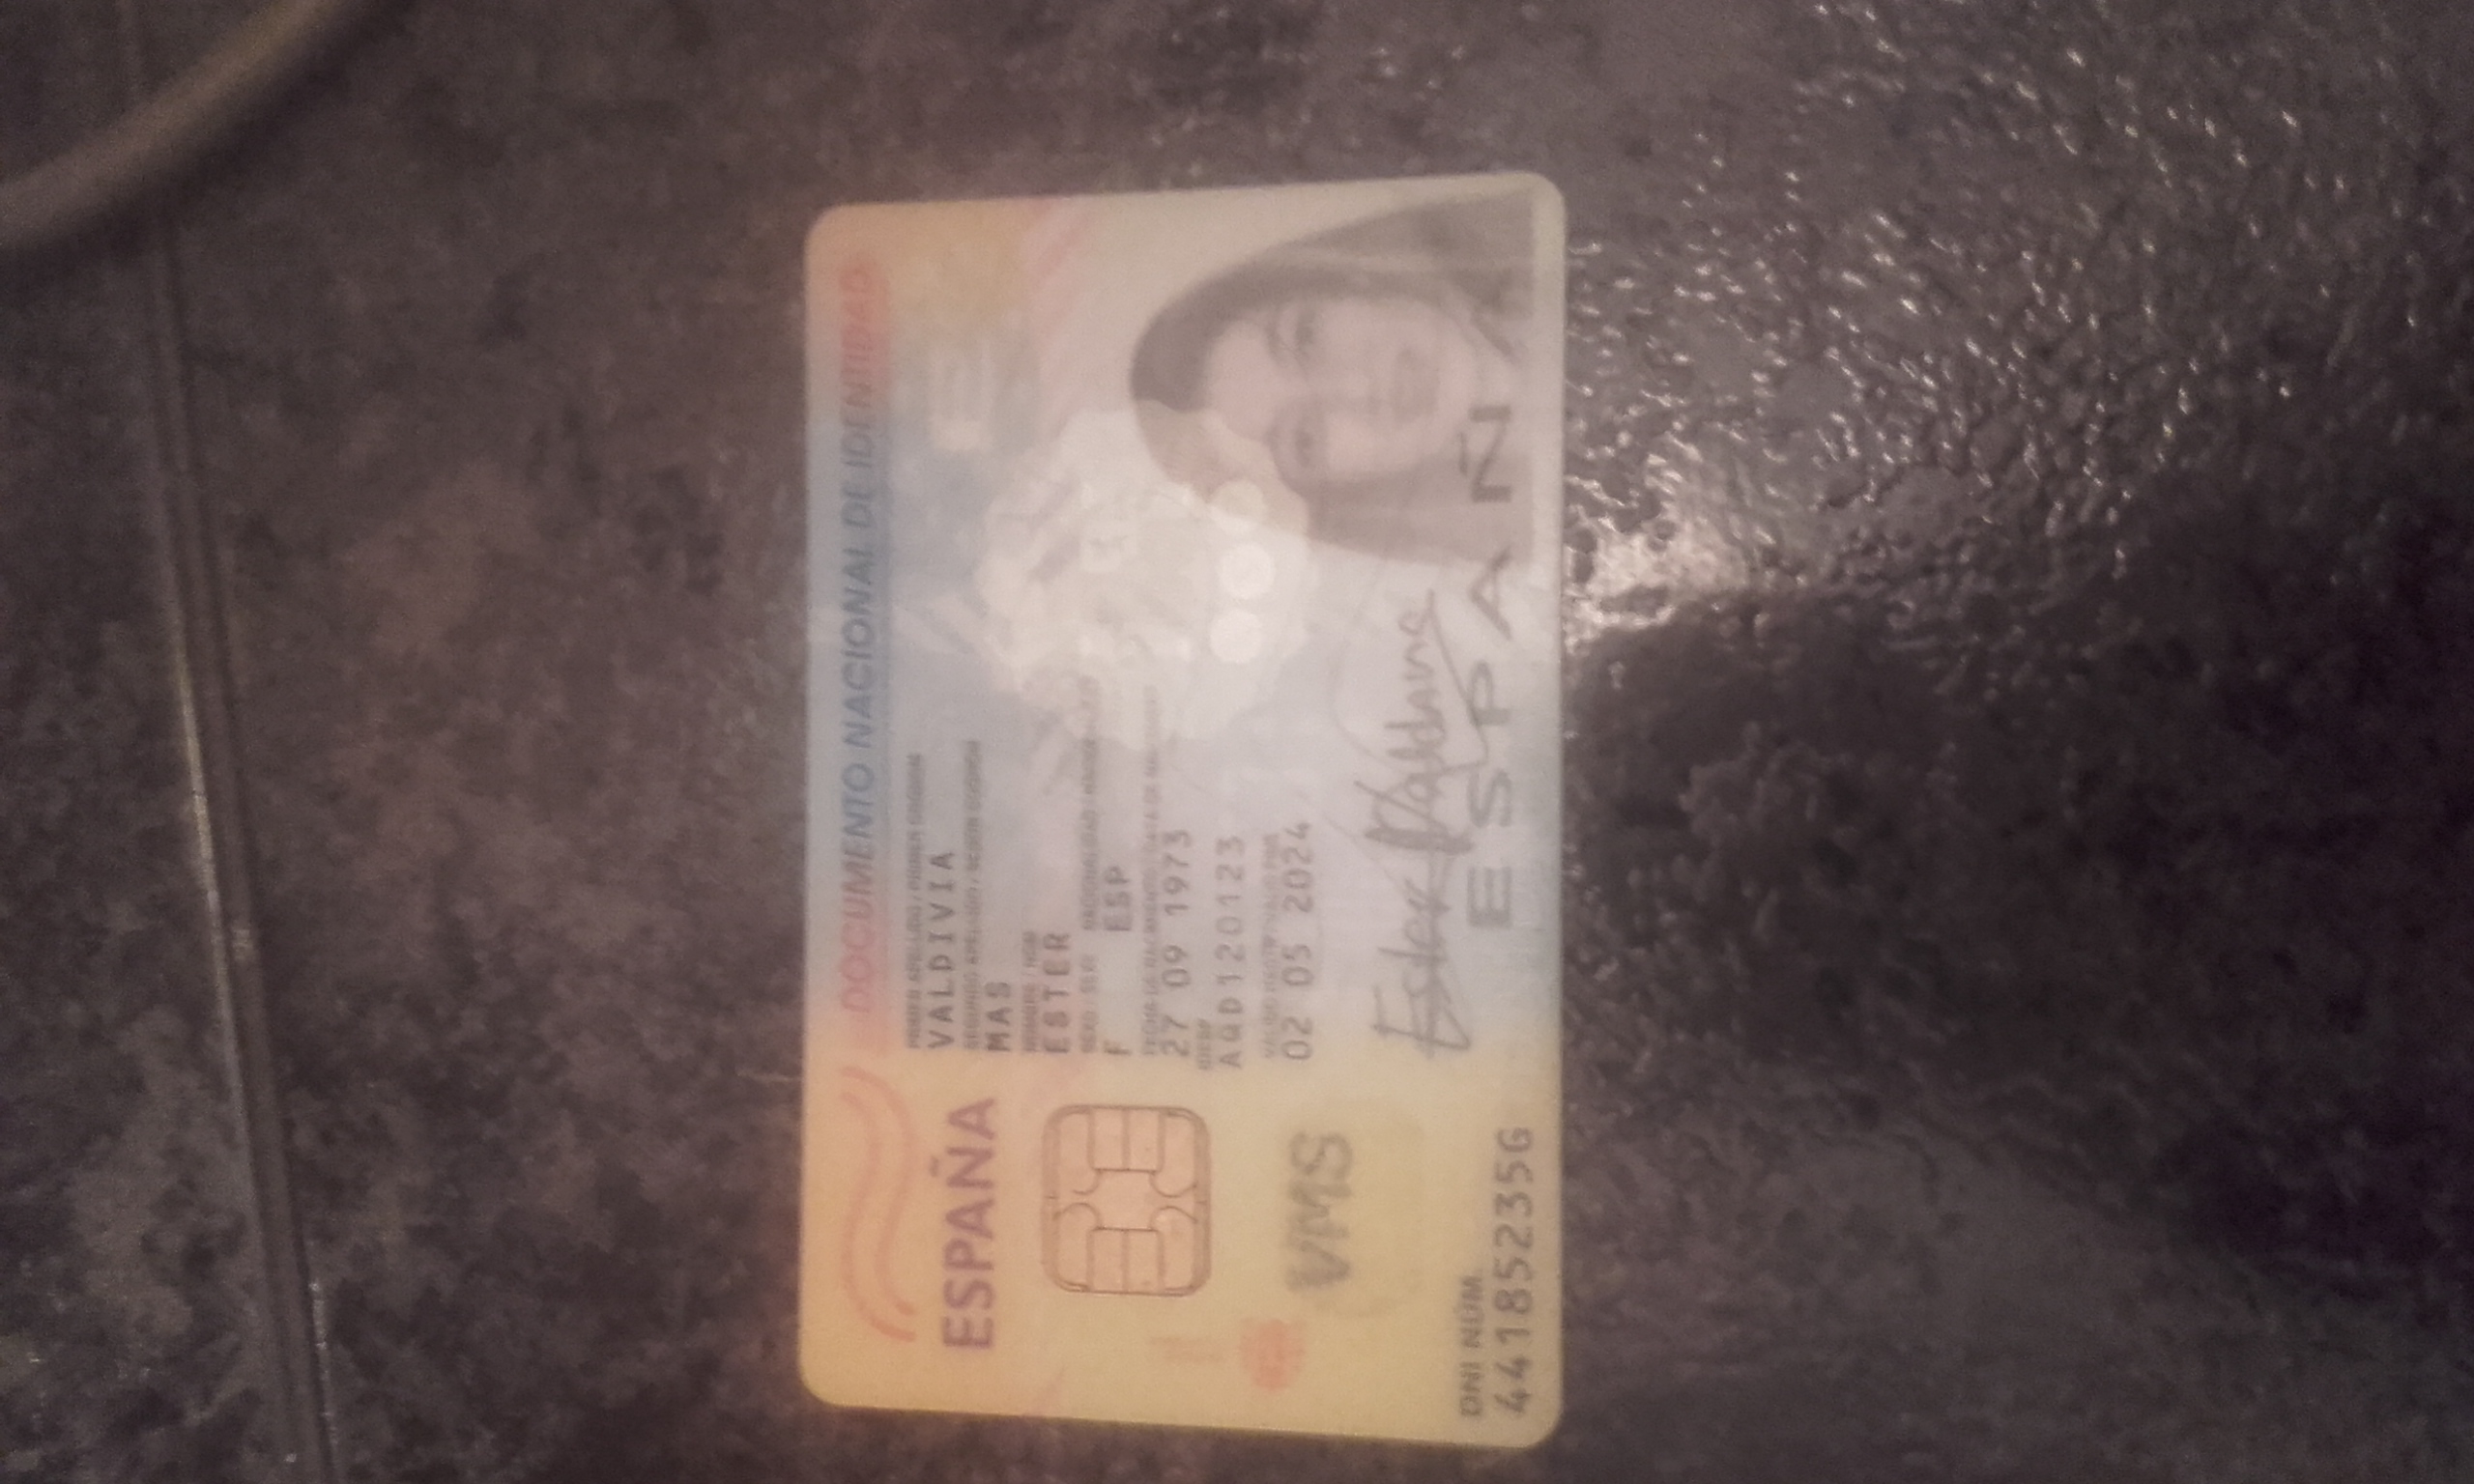 DOCUMENTO NACIONAL DE IDENTIDAD
ESPAÑA
PRIMER APELLIDO / PRIMER COGNOM
VALDIVIA
SEGUNDO APELLIDO / SEGON COGNOM
MAS
NOMBRE / NOM
ESTER
SEXO / SEXE NACIONALIDAD / NACIONALITAT
F ESP
FECHA DE NACIMIENTO / DATA DE NAIXEMENT
27 09 1973
IDESP
AQD120123
VÁLIDO HASTA / VÀLID FINS
02 05 2024
VMS
Ester Valdivia
ESPAÑA
DNI NÚM.
44185235G